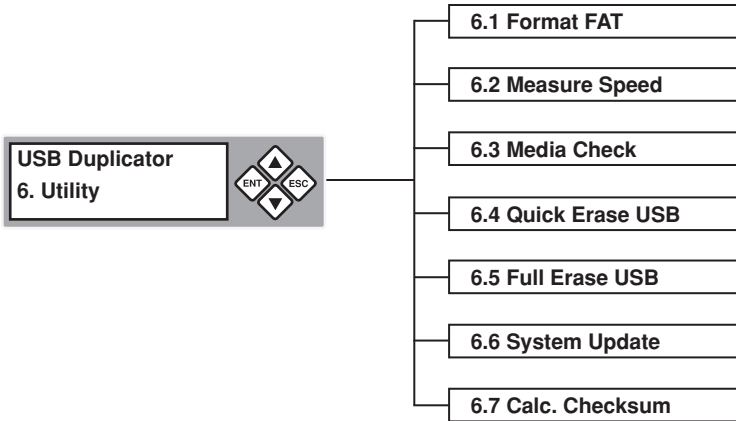 USB Duplicator
6. Utility
ENT
ESC
6.1 Format FAT
6.2 Measure Speed
6.3 Media Check
6.4 Quick Erase USB
6.5 Full Erase USB
6.6 System Update
6.7 Calc. Checksum